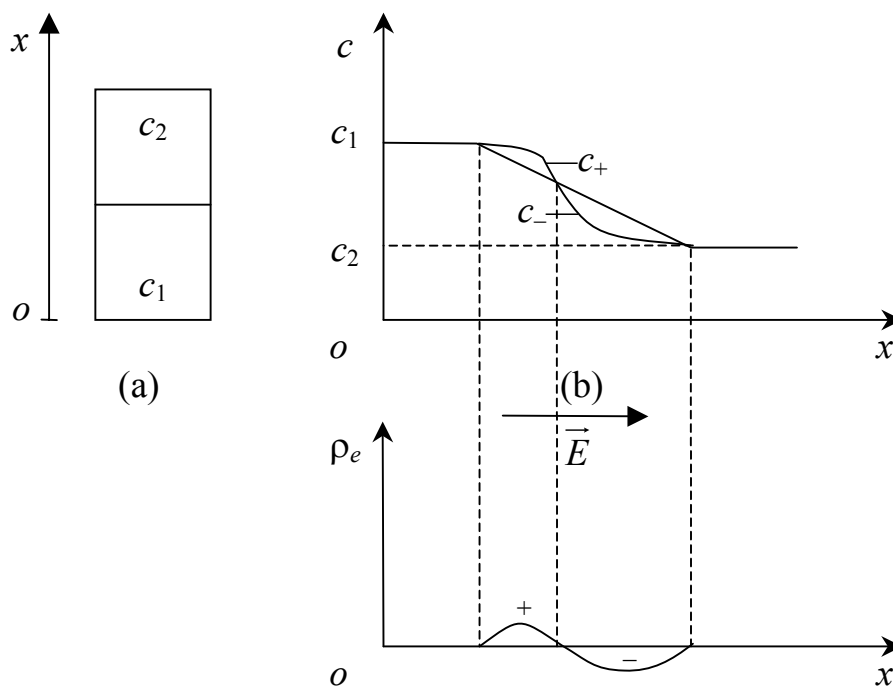 x
c₂
c₁
o
(a)
c
c₁
c₊
c₋
c₂
o
x
(b)
E⃗
ρₑ
+
−
o
x